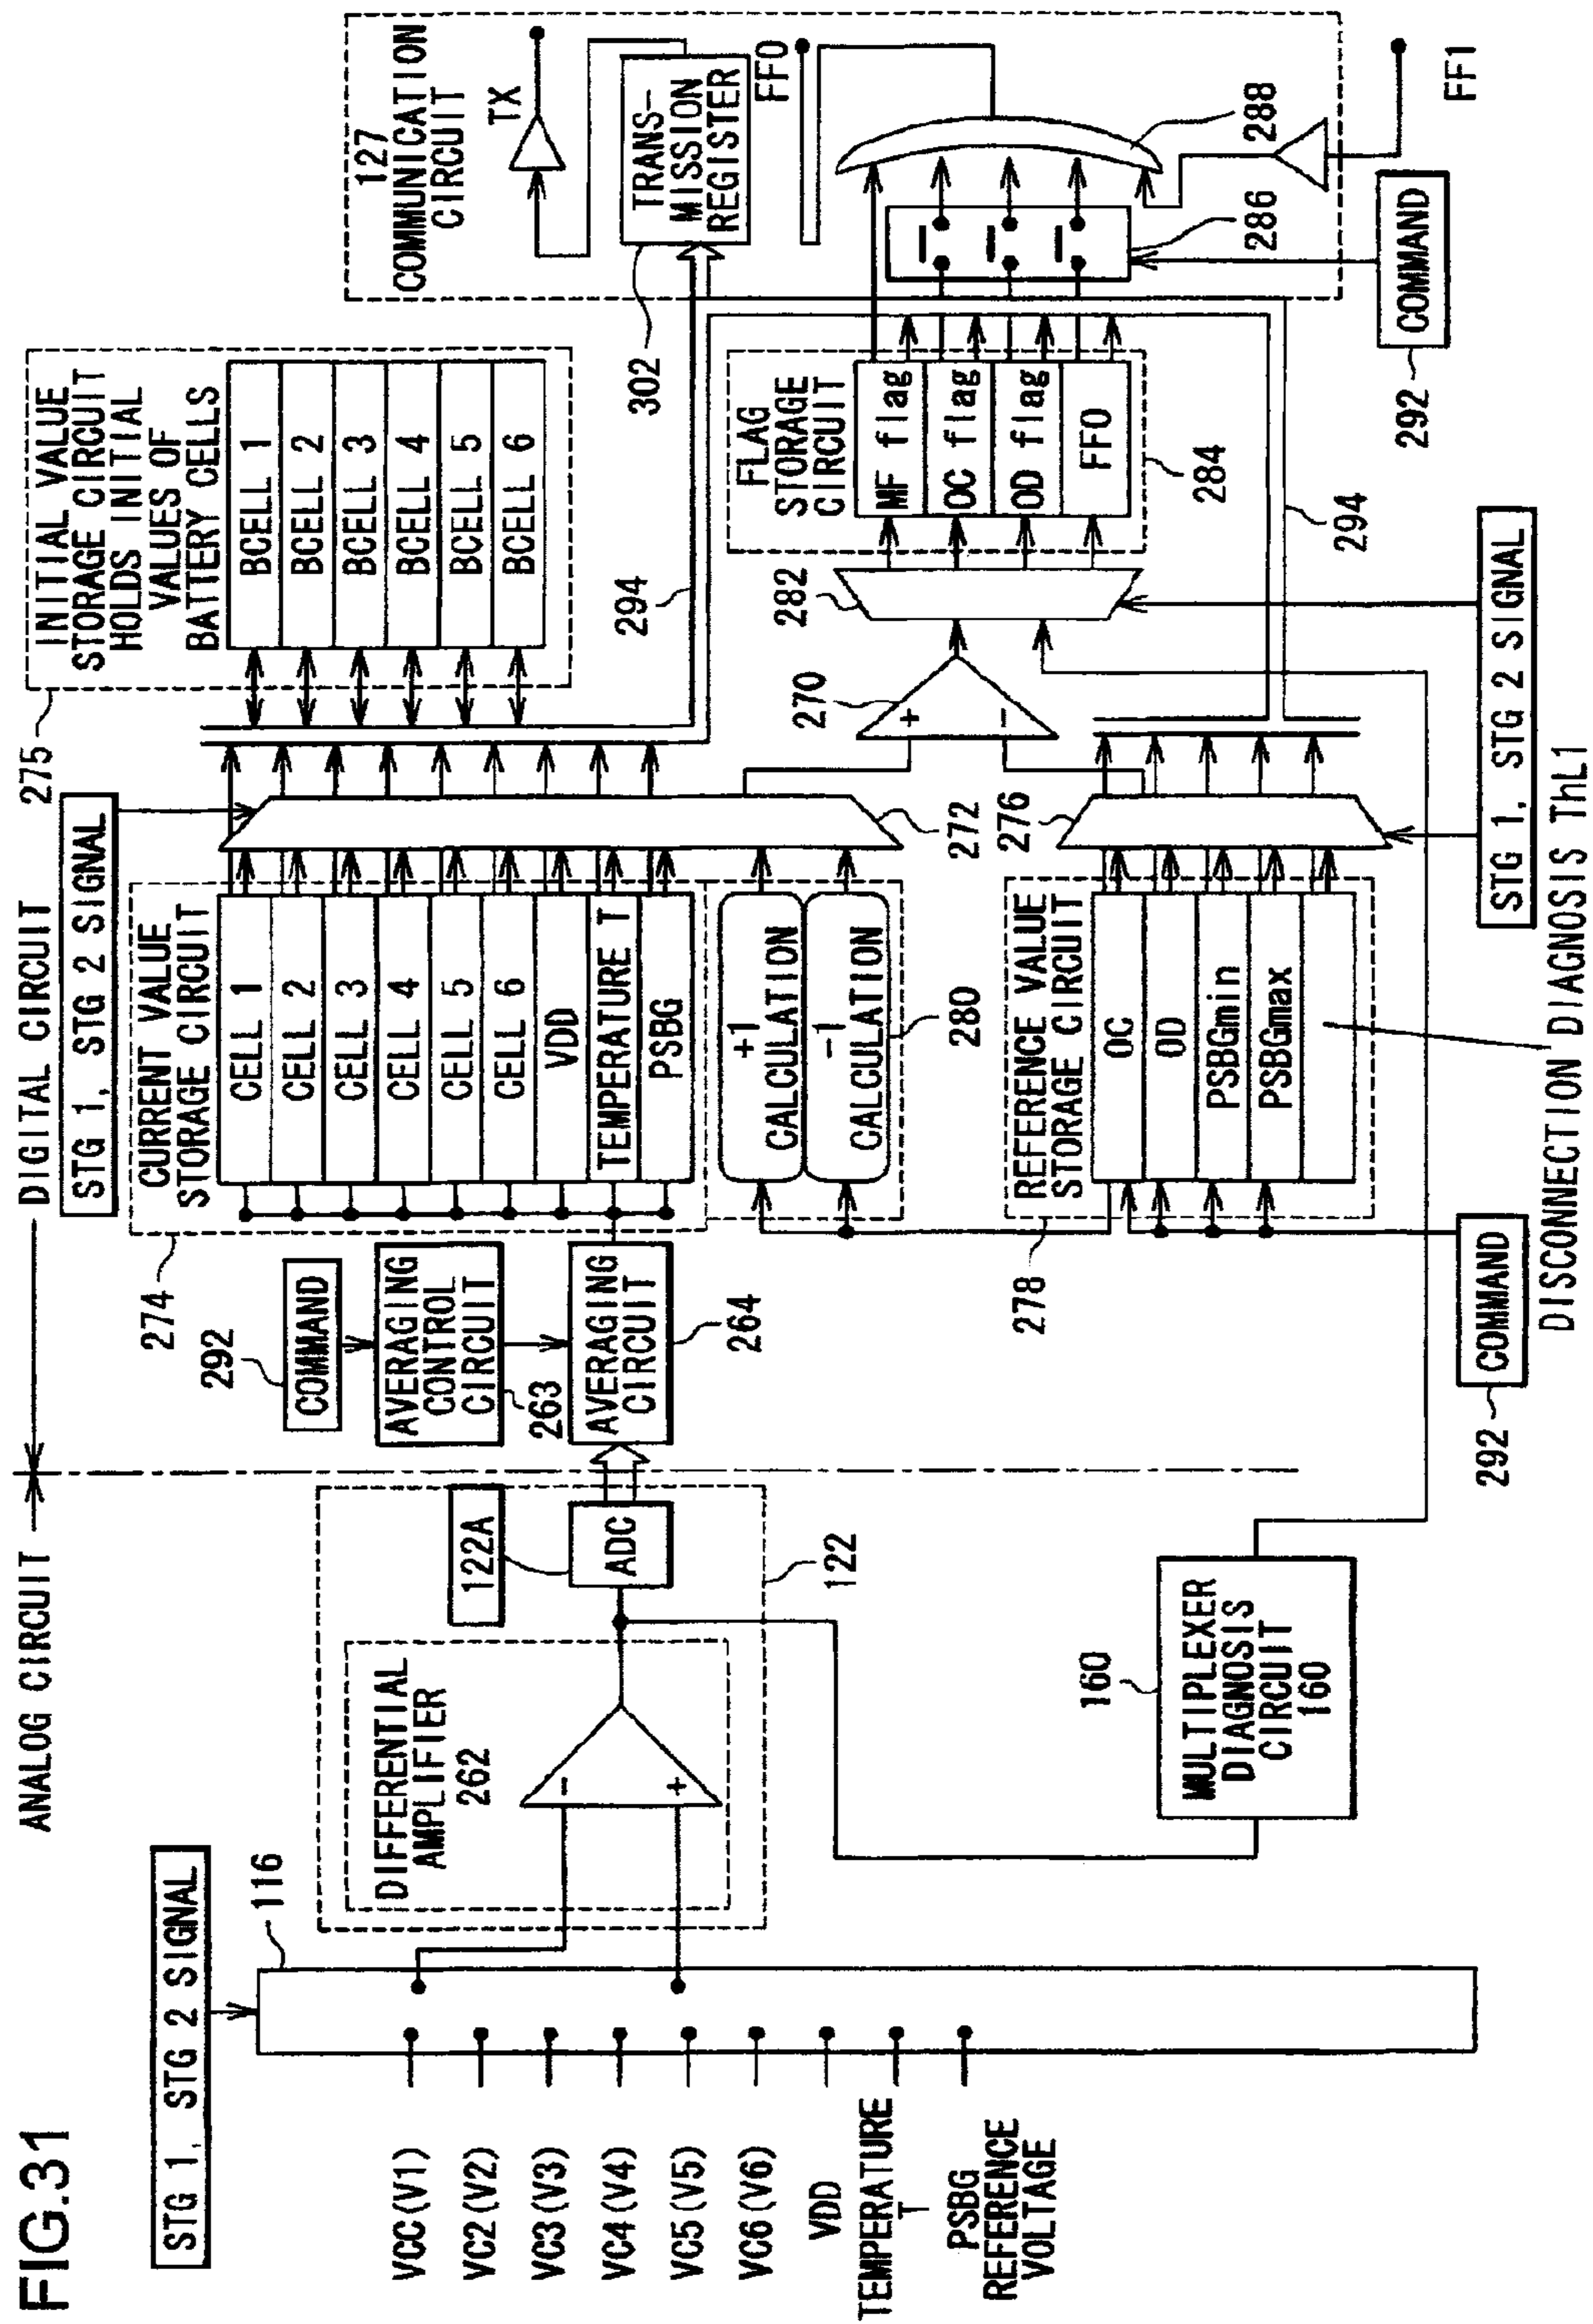 FIG.31
ANALOG CIRCUIT
DIGITAL CIRCUIT
STG 1, STG 2 SIGNAL
116
VCC(V1)
VC2(V2)
VC3(V3)
VC4(V4)
VC5(V5)
VC6(V6)
VDD
TEMPERATURE
T
PSBG
REFERENCE
VOLTAGE
DIFFERENTIAL
AMPLIFIER
262
-
+
122A
ADC
122
160
MULTIPLEXER
DIAGNOSIS
CIRCUIT
160
292
COMMAND
AVERAGING
CONTROL
CIRCUIT
263
AVERAGING
CIRCUIT
264
STG 1, STG 2 SIGNAL
274
CURRENT VALUE
STORAGE CIRCUIT
CELL 1
CELL 2
CELL 3
CELL 4
CELL 5
CELL 6
VDD
TEMPERATURE T
PSBG
+1
CALCULATION
-1
CALCULATION
280
272
278
REFERENCE VALUE
STORAGE CIRCUIT
OC
OD
PSBGmin
PSBGmax
276
292
COMMAND
DISCONNECTION DIAGNOSIS ThL1
STG 1, STG 2 SIGNAL
275
INITIAL VALUE
STORAGE CIRCUIT
HOLDS INITIAL
VALUES OF
BATTERY CELLS
BCELL 1
BCELL 2
BCELL 3
BCELL 4
BCELL 5
BCELL 6
294
270
+
-
282
FLAG
STORAGE
CIRCUIT
MF flag
OC flag
OD flag
FFO
284
294
127
COMMUNICATION
CIRCUIT
TX
302
TRANS-
MISSION
REGISTER
FFO
288
286
292
COMMAND
FF1